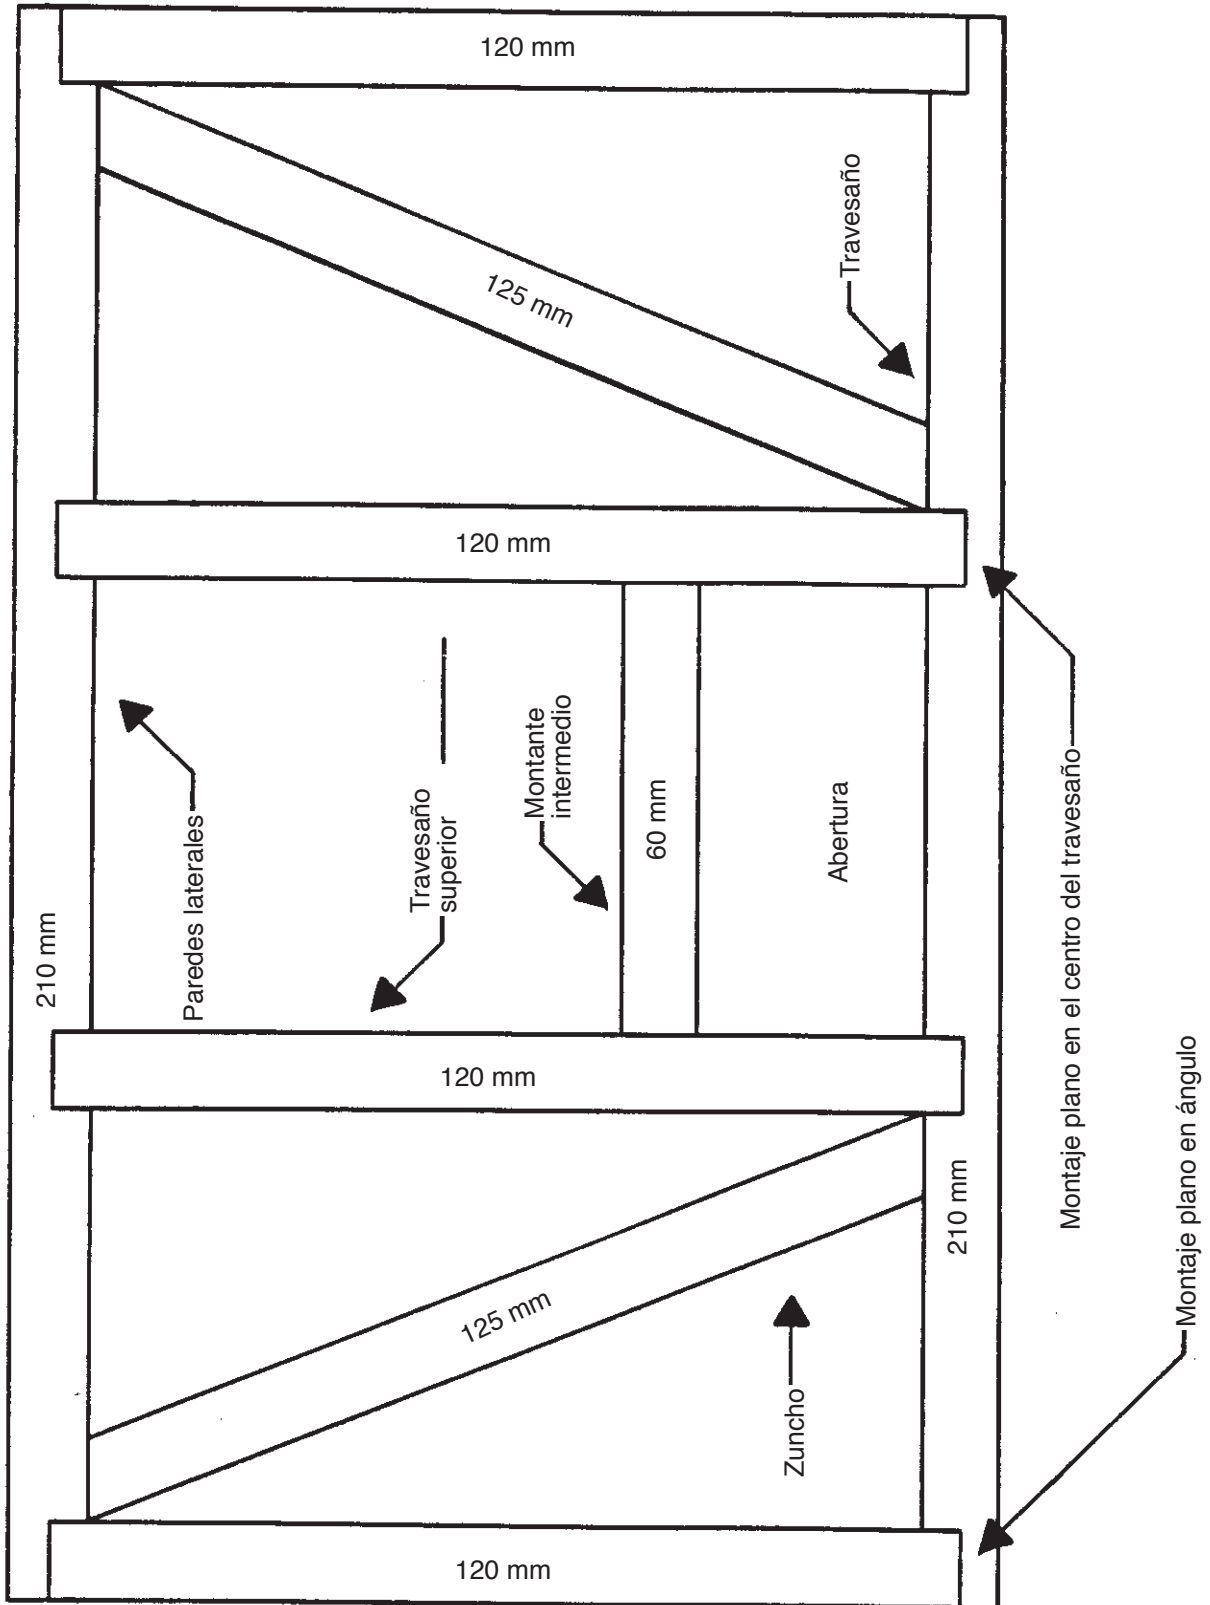 120 mm
Travesaño
125 mm
120 mm
Montante
intermedio
Travesaño
superior
Paredes laterales
60 mm
Abertura
210 mm
Montaje plano en el centro del travesaño
120 mm
210 mm
Montaje plano en ángulo
125 mm
Zuncho
120 mm